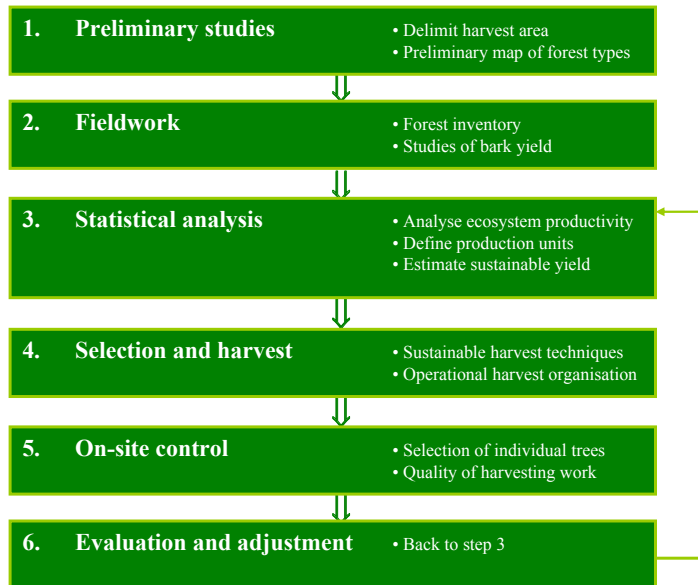 1. Preliminary studies
• Delimit harvest area
• Preliminary map of forest types
2. Fieldwork
• Forest inventory
• Studies of bark yield
3. Statistical analysis
• Analyse ecosystem productivity
• Define production units
• Estimate sustainable yield
4. Selection and harvest
• Sustainable harvest techniques
• Operational harvest organisation
5. On-site control
• Selection of individual trees
• Quality of harvesting work
6. Evaluation and adjustment
• Back to step 3